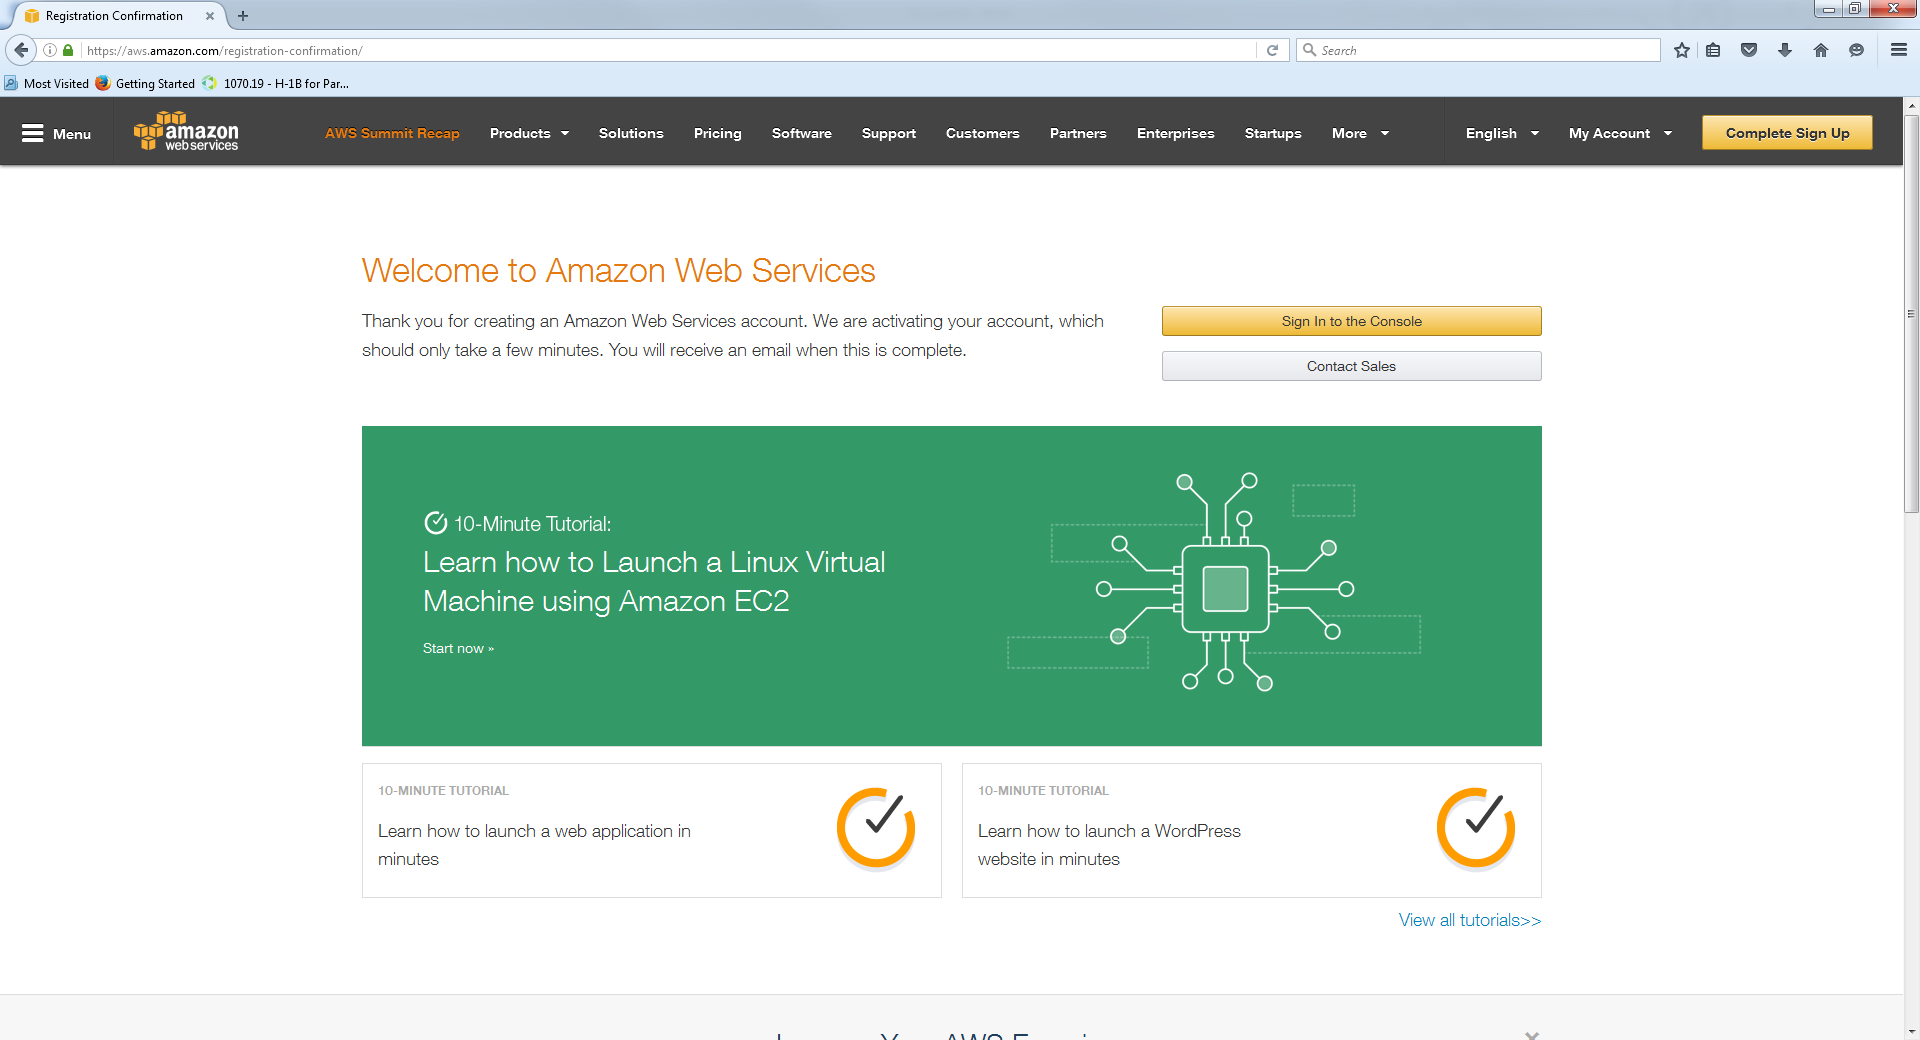 Registration Confirmation
https://aws.amazon.com/registration-confirmation/
Search
Most Visited
Getting Started
1070.19 - H-1B for Par...
Menu
amazon
web services
AWS Summit Recap
Products
Solutions
Pricing
Software
Support
Customers
Partners
Enterprises
Startups
More
English
My Account
Complete Sign Up
Welcome to Amazon Web Services
Thank you for creating an Amazon Web Services account. We are activating your account, which
should only take a few minutes. You will receive an email when this is complete.
Sign In to the Console
Contact Sales
10-Minute Tutorial:
Learn how to Launch a Linux Virtual
Machine using Amazon EC2
Start now »
10-MINUTE TUTORIAL
Learn how to launch a web application in
minutes
10-MINUTE TUTORIAL
Learn how to launch a WordPress
website in minutes
View all tutorials>>